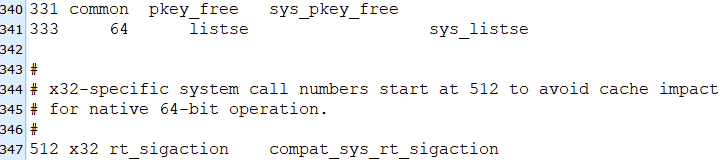 340 331 common pkey_free sys_pkey_free
341 333 64 listse sys_listse
342
343 #
344 # x32-specific system call numbers start at 512 to avoid cache impact
345 # for native 64-bit operation.
346 #
347 512 x32 rt_sigaction compat_sys_rt_sigaction